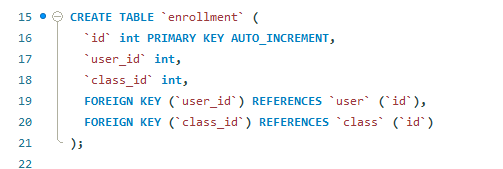 15 CREATE TABLE `enrollment` (
16 `id` int PRIMARY KEY AUTO_INCREMENT,
17 `user_id` int,
18 `class_id` int,
19 FOREIGN KEY (`user_id`) REFERENCES `user` (`id`),
20 FOREIGN KEY (`class_id`) REFERENCES `class` (`id`)
21 );
22